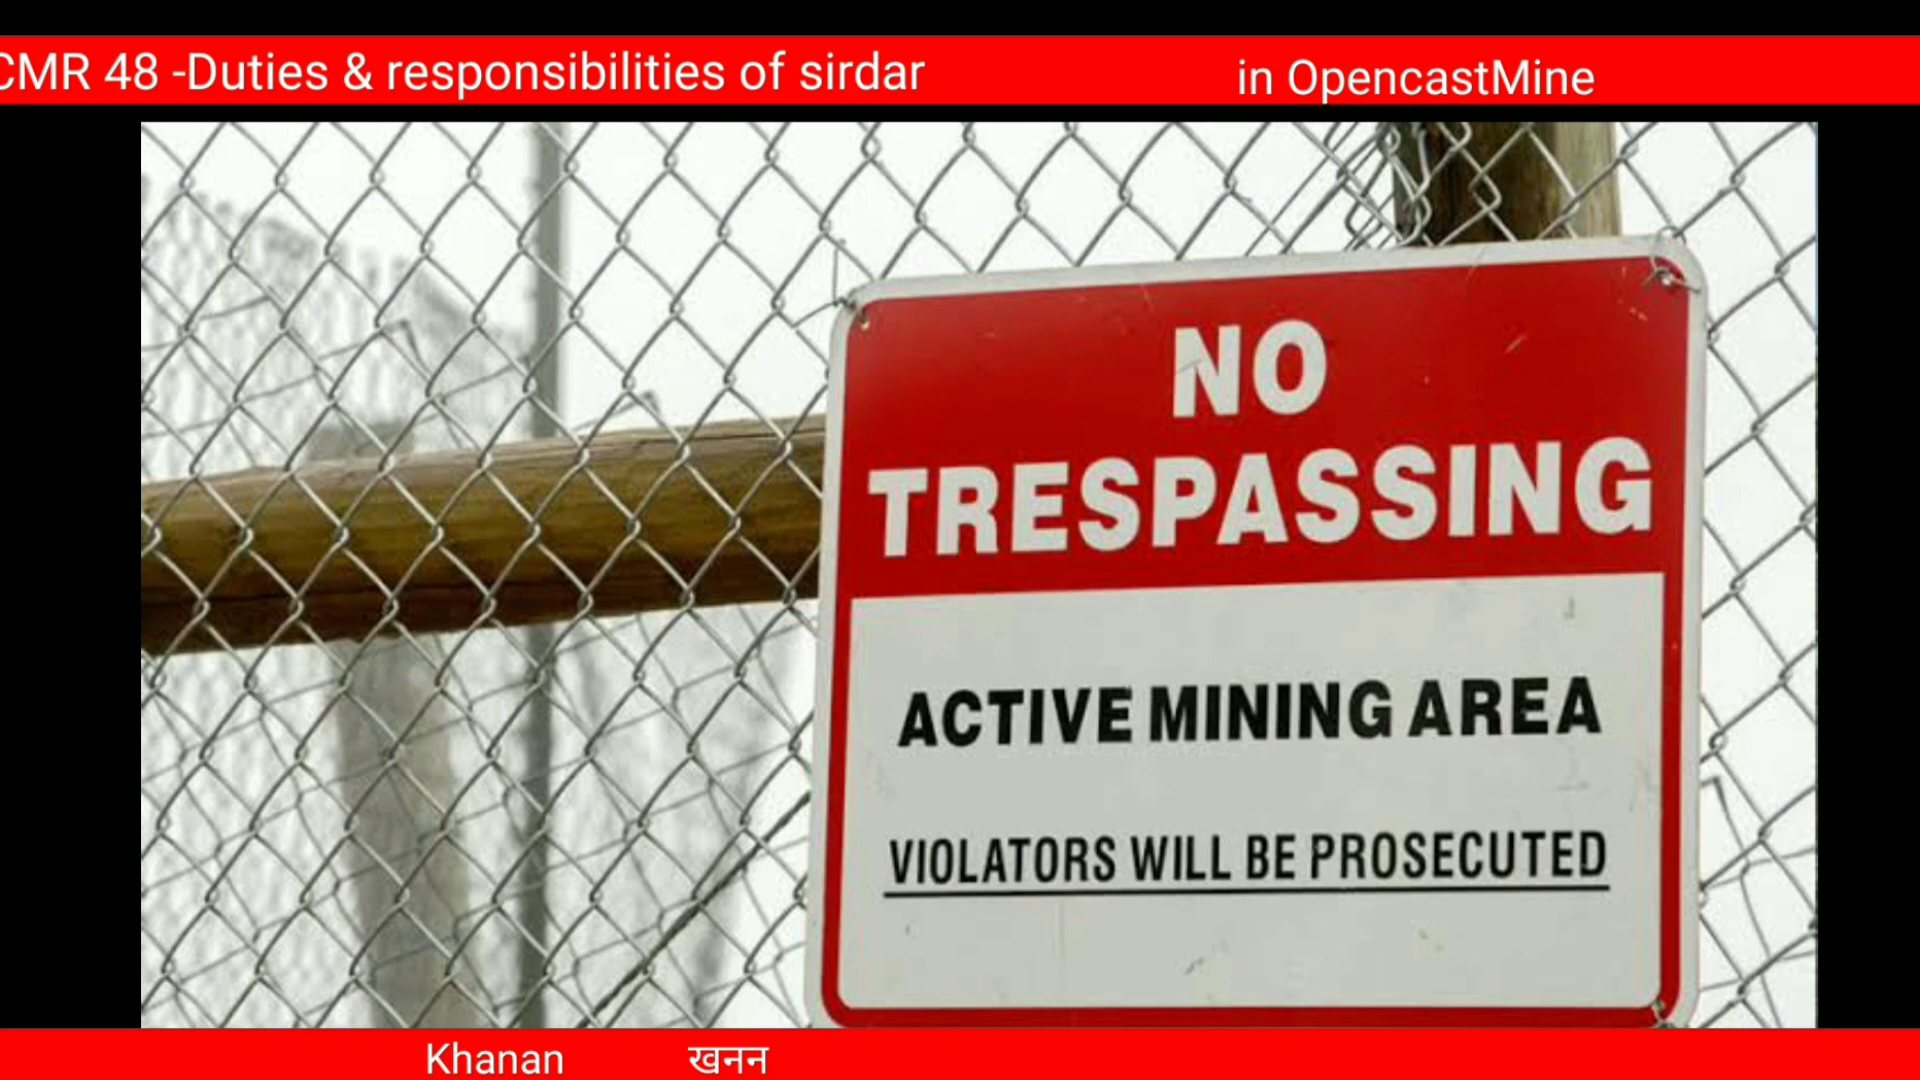 CMR 48 -Duties & responsibilities of sirdar in OpencastMine
NO
TRESPASSING
ACTIVE MINING AREA
VIOLATORS WILL BE PROSECUTED
Khanan खनन